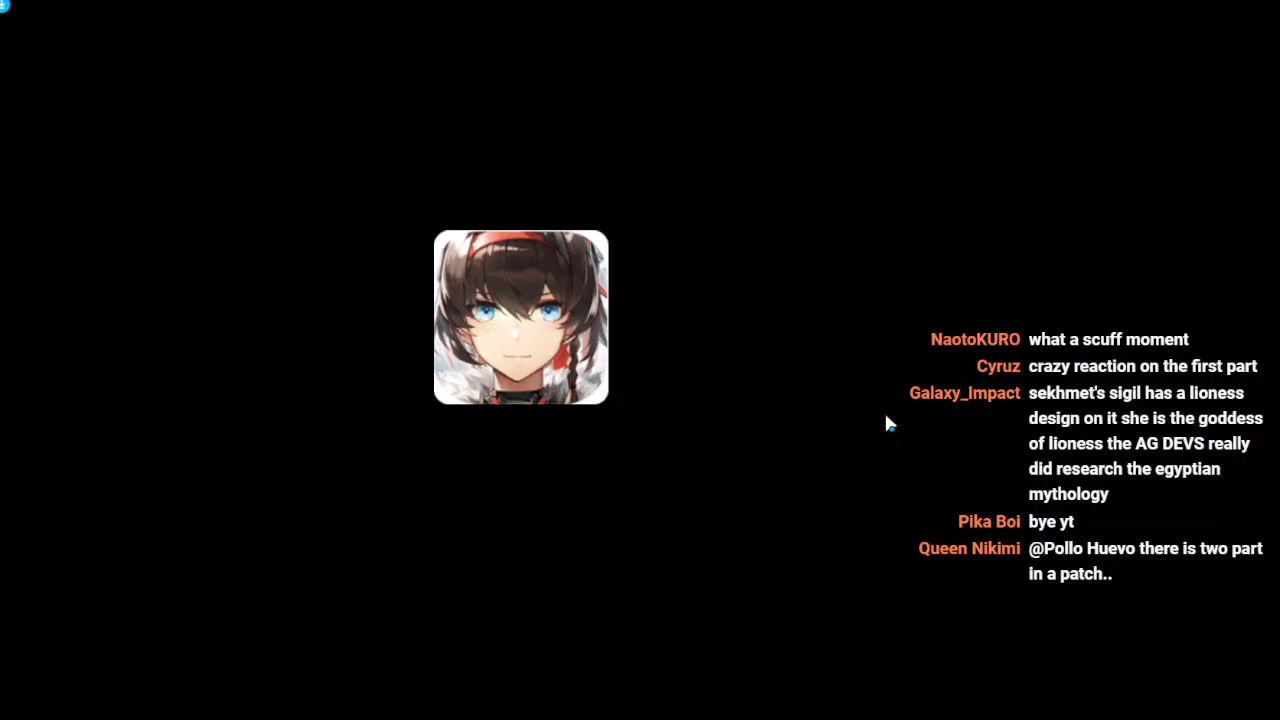 NaotoKURO what a scuff moment
Cyruz crazy reaction on the first part
Galaxy_Impact sekhmet's sigil has a lioness
design on it she is the goddess
of lioness the AG DEVS really
did research the egyptian
mythology
Pika Boi bye yt
Queen Nikimi @Pollo Huevo there is two part
in a patch..